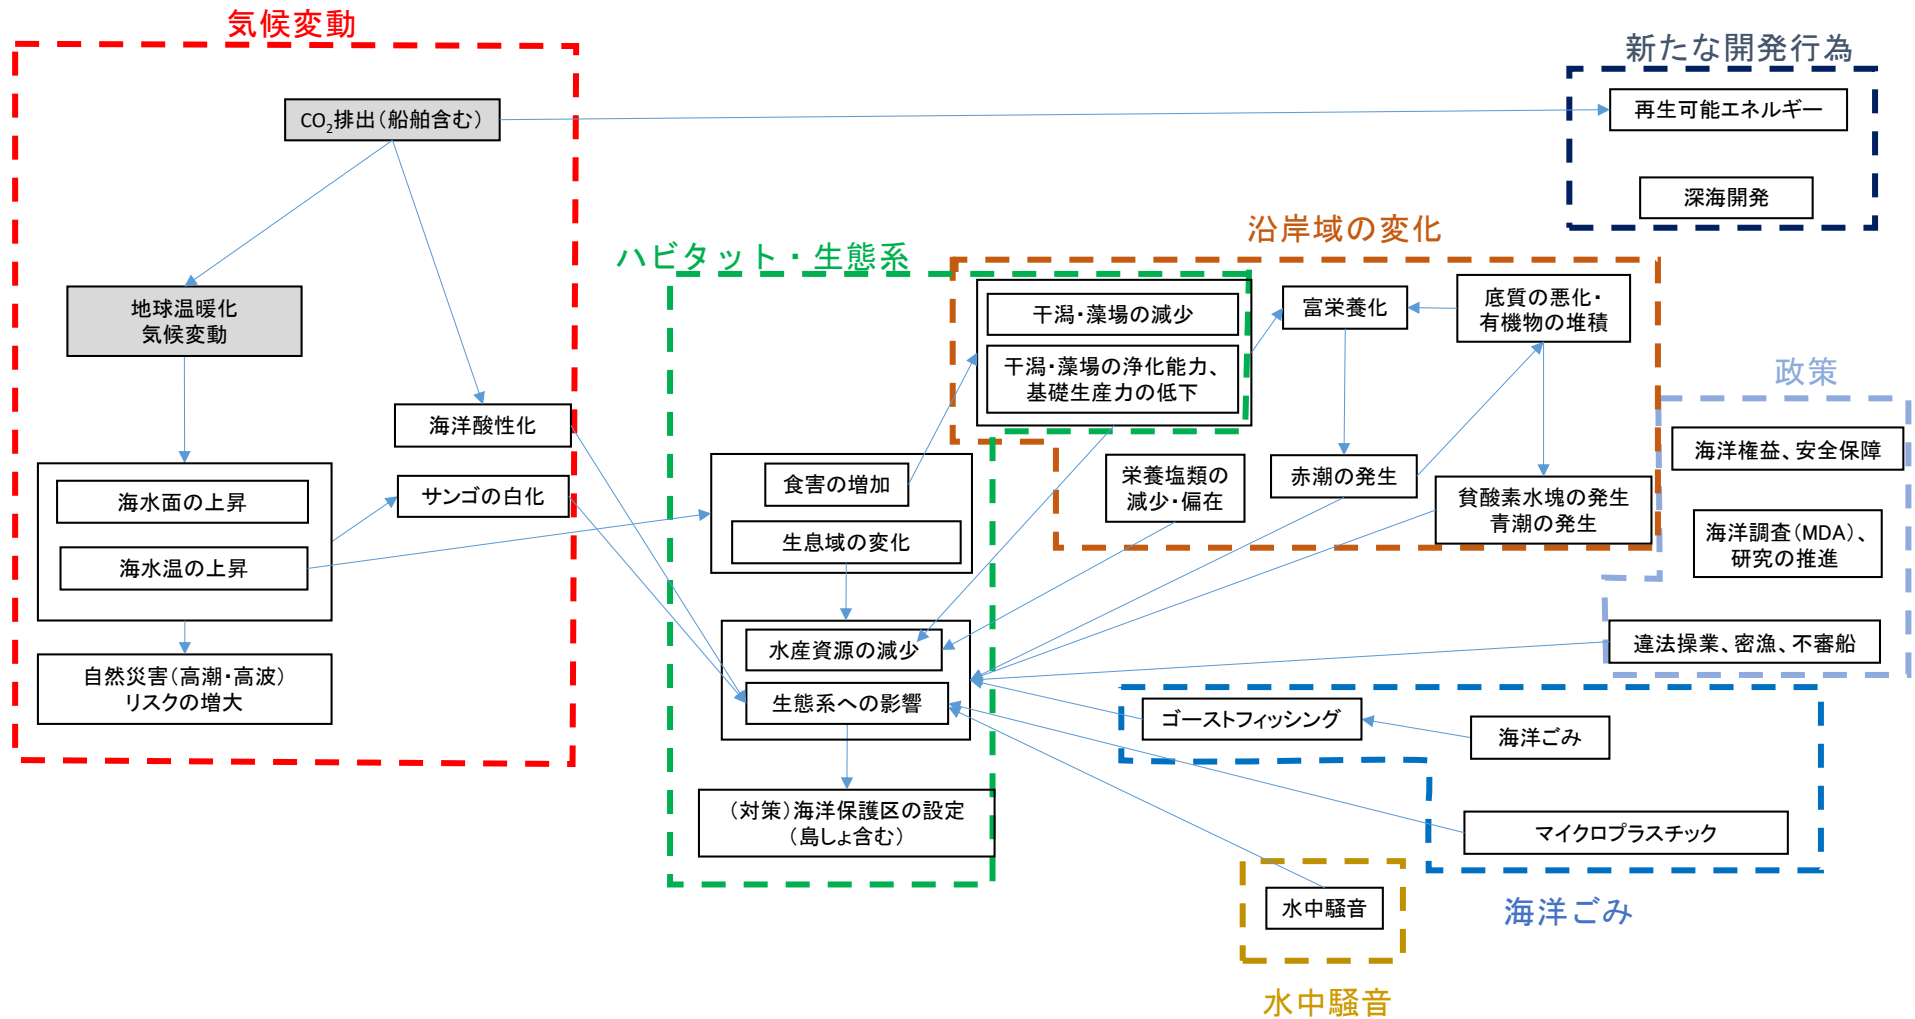 気候変動
CO₂排出（船舶含む）
地球温暖化
気候変動
海洋酸性化
海水面の上昇
海水温の上昇
サンゴの白化
自然災害（高潮・高波）
リスクの増大
ハビタット・生態系
食害の増加
生息域の変化
水産資源の減少
生態系への影響
（対策）海洋保護区の設定
（島しょ含む）
沿岸域の変化
干潟・藻場の減少
干潟・藻場の浄化能力、
基礎生産力の低下
富栄養化
底質の悪化・
有機物の堆積
栄養塩類の
減少・偏在
赤潮の発生
貧酸素水塊の発生
青潮の発生
新たな開発行為
再生可能エネルギー
深海開発
政策
海洋権益、安全保障
海洋調査（MDA）、
研究の推進
違法操業、密漁、不審船
ゴーストフィッシング
海洋ごみ
マイクロプラスチック
海洋ごみ
水中騒音
水中騒音